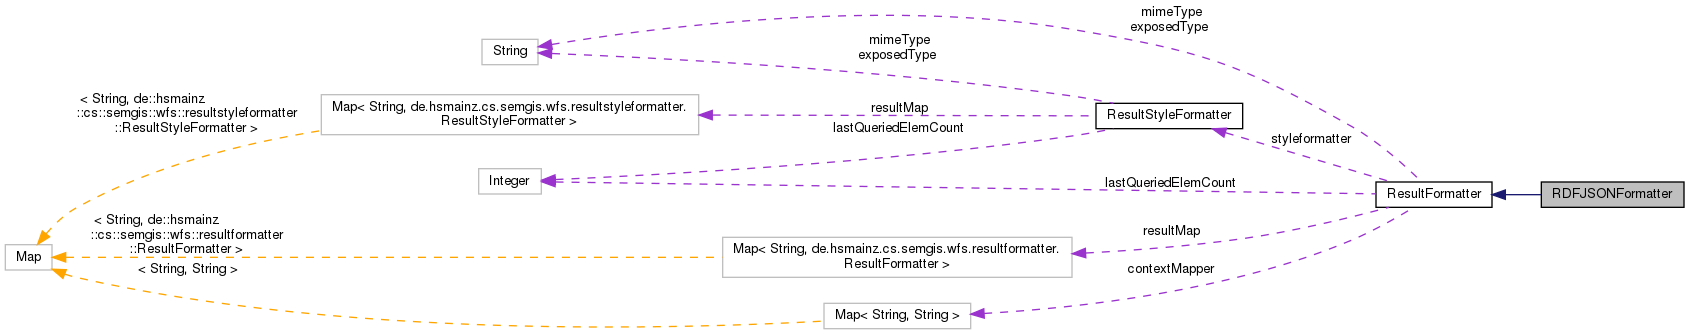 mimeType
exposedType
mimeType
exposedType
String
< String, de::hsmainz
::cs::semgis::wfs::resultstyleformatter
::ResultStyleFormatter >
Map< String, de.hsmainz.cs.semgis.wfs.resultstyleformatter.
ResultStyleFormatter >
resultMap
ResultStyleFormatter
lastQueriedElemCount
styleformatter
Integer
lastQueriedElemCount
ResultFormatter
RDFJSONFormatter
< String, de::hsmainz
::cs::semgis::wfs::resultformatter
::ResultFormatter >
resultMap
Map
Map< String, de.hsmainz.cs.semgis.wfs.resultformatter.
ResultFormatter >
< String, String >
contextMapper
Map< String, String >